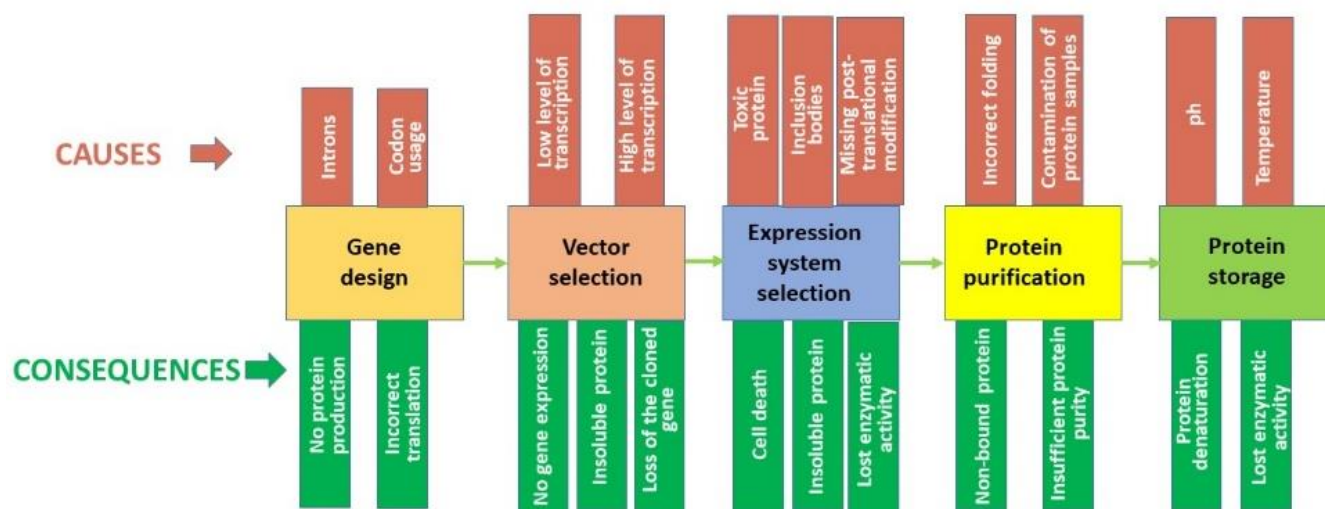 Introns
Codon
usage
Low level of
transcription
High level of
transcription
Toxic
protein
Inclusion
bodies
Missing post-
translational
modification
Incorrect folding
Contamination of
protein samples
ph
Temperature
CAUSES
Gene
design
Vector
selection
Expression
system
selection
Protein
purification
Protein
storage
CONSEQUENCES
No protein
production
Incorrect
translation
No gene expression
Insoluble protein
Loss of the cloned
gene
Cell death
Insoluble protein
Lost enzymatic
activity
Non-bound protein
Insufficient protein
purity
Protein
denaturation
Lost enzymatic
activity